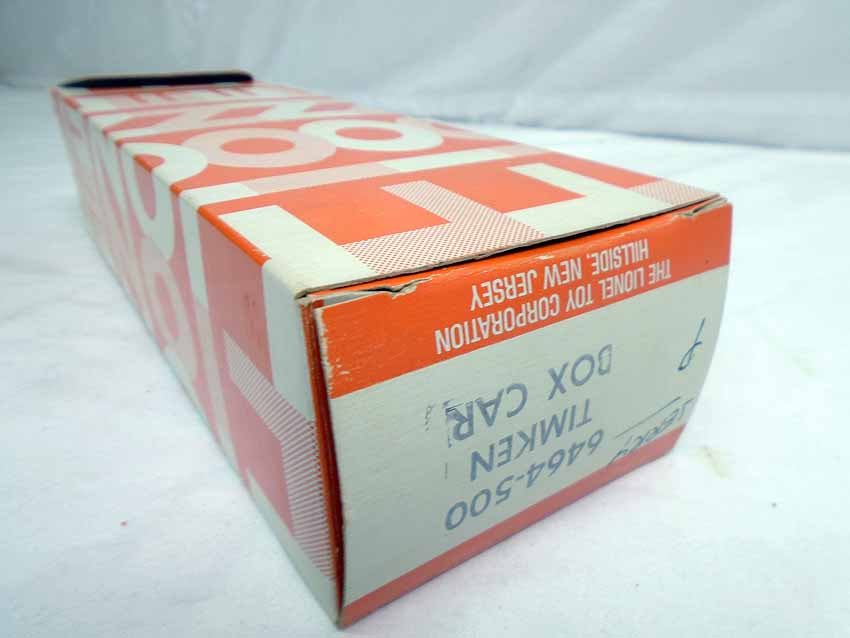 6464-500
TIMKEN
BOX CAR
THE LIONEL TOY CORPORATION
HILLSIDE, NEW JERSEY